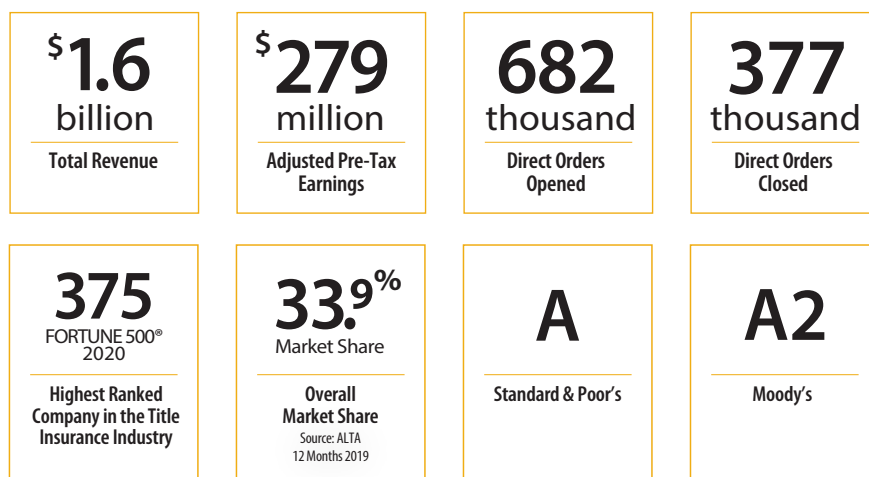 $1.6
billion
Total Revenue
$279
million
Adjusted Pre-Tax
Earnings
682
thousand
Direct Orders
Opened
377
thousand
Direct Orders
Closed
375
FORTUNE 500®
2020
Highest Ranked
Company in the Title
Insurance Industry
33.9%
Market Share
Overall
Market Share
Source: ALTA
12 Months 2019
A
Standard & Poor's
A2
Moody's